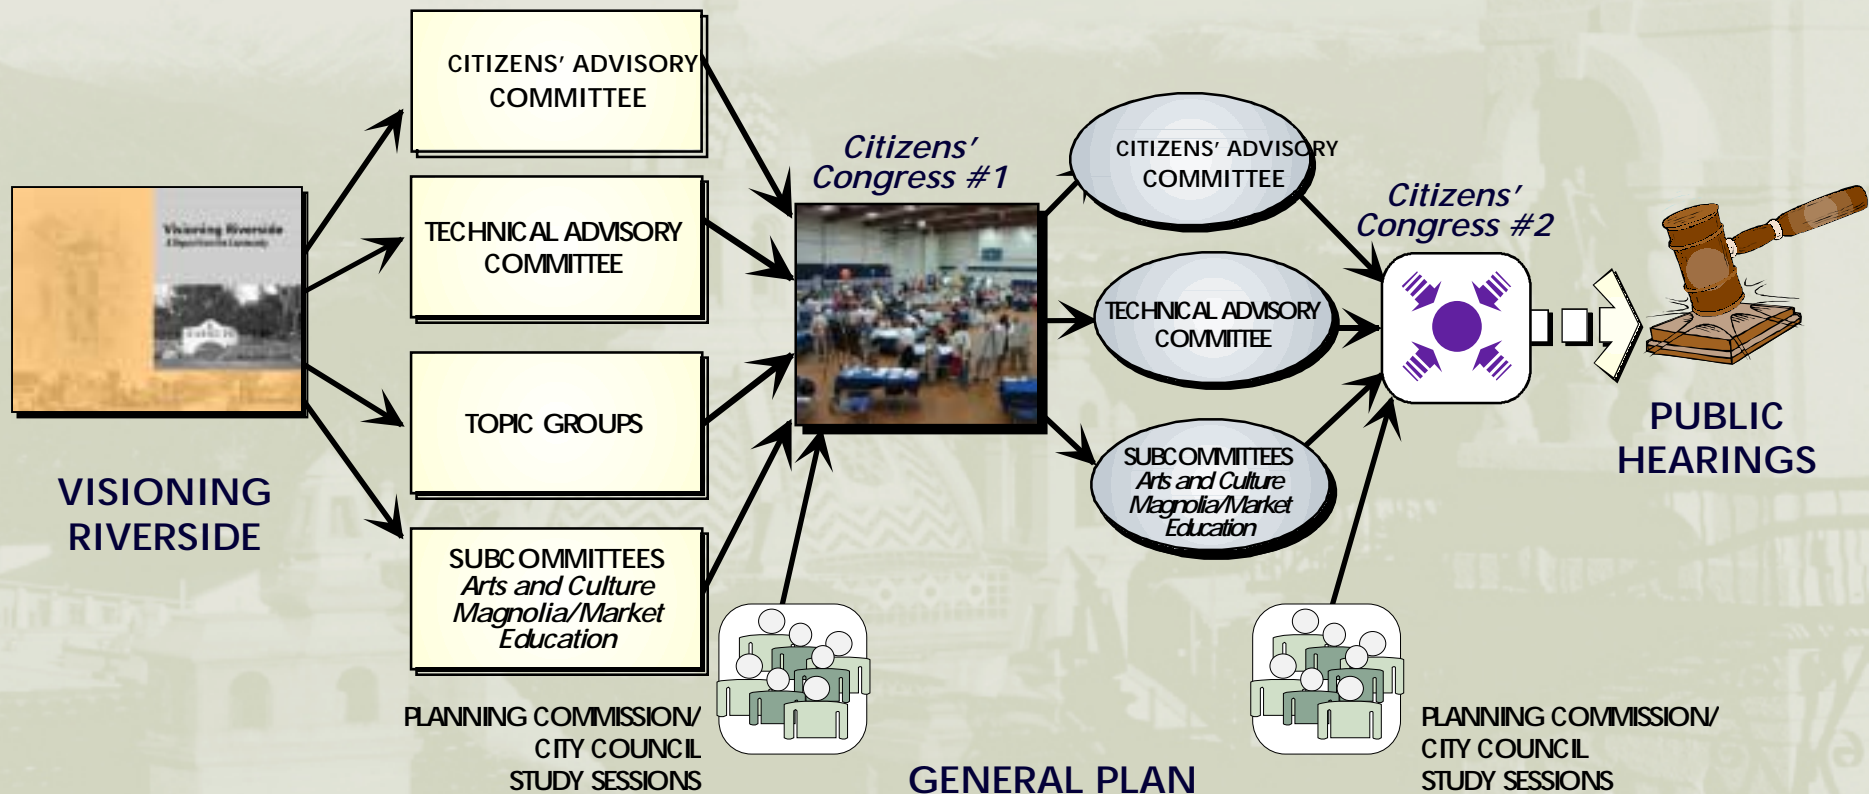 CITIZENS' ADVISORY
COMMITTEE
TECHNICAL ADVISORY
COMMITTEE
TOPIC GROUPS
SUBCOMMITTEES
Arts and Culture
Magnolia/Market
Education
Visioning Riverside
VISIONING
RIVERSIDE
Citizens'
Congress #1
PLANNING COMMISSION/
CITY COUNCIL
STUDY SESSIONS
CITIZENS' ADVISORY
COMMITTEE
TECHNICAL ADVISORY
COMMITTEE
SUBCOMMITTEES
Arts and Culture
Magnolia/Market
Education
Citizens'
Congress #2
PLANNING COMMISSION/
CITY COUNCIL
STUDY SESSIONS
PUBLIC
HEARINGS
GENERAL PLAN